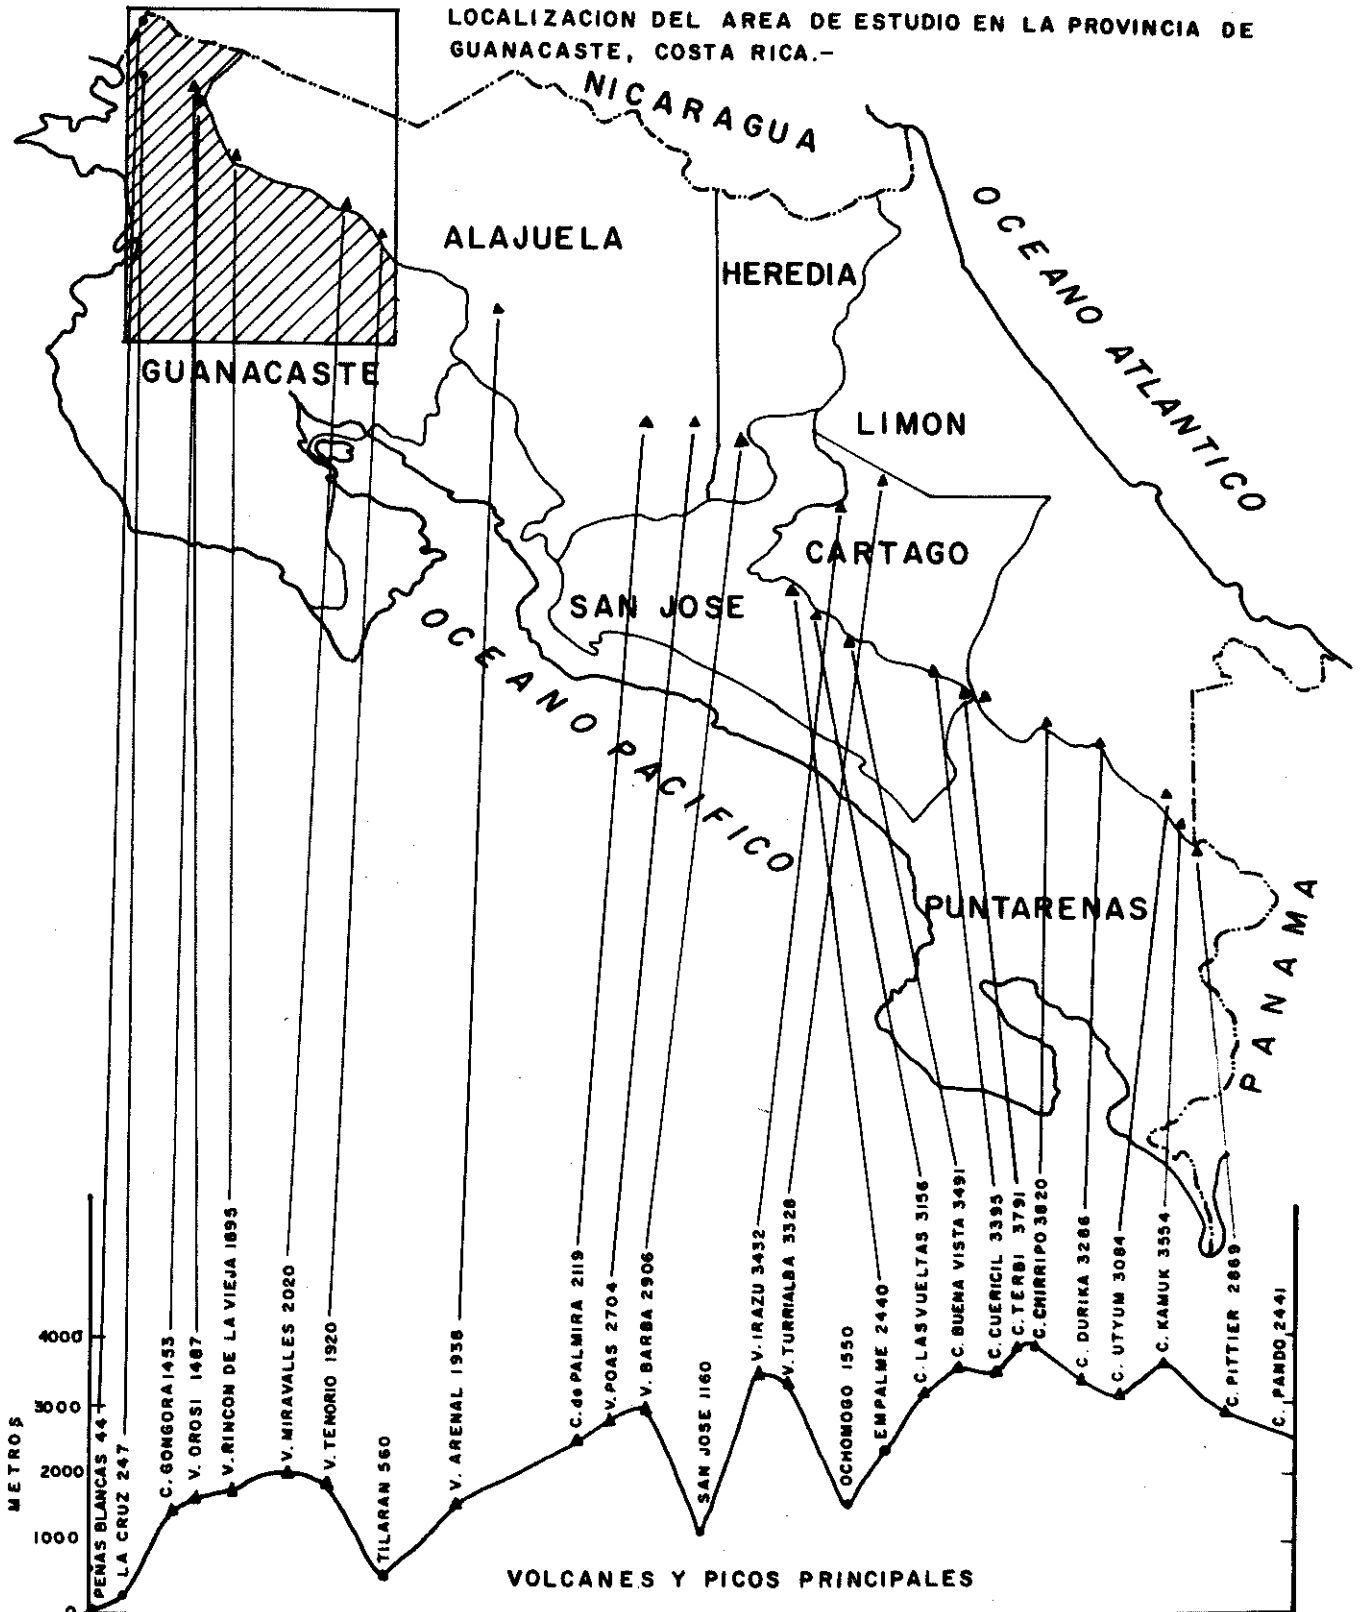 LOCALIZACION DEL AREA DE ESTUDIO EN LA PROVINCIA DE
GUANACASTE, COSTA RICA.-
NICARAGUA
OCEANO ATLANTICO
ALAJUELA
HEREDIA
GUANACASTE
LIMON
CARTAGO
SAN JOSE
OCEANO PACIFICO
PUNTARENAS
PANAMA
METROS
4000
3000
2000
1000
0
PEÑAS BLANCAS 44
LA CRUZ 247
C. GONGORA 1453
V. OROSI 1487
V. RINCON DE LA VIEJA 1895
V. MIRAVALLES 2020
V. TENORIO 1920
TILARAN 560
V. ARENAL 1938
C. de PALMIRA 2119
V. POAS 2704
V. BARBA 2906
SAN JOSE 1160
V. IRAZU 3432
V. TURRIALBA 3328
OCHOMOGO 1550
EMPALME 2440
C. LAS VUELTAS 3156
C. BUENA VISTA 3491
C. CUERICIL 3395
C. TERBI 3791
C. CHIRRIPO 3820
C. DURIKA 3286
C. UTYUM 3084
C. KAMUK 3554
C. PITTIER 2869
C. PANDO 2441
VOLCANES Y PICOS PRINCIPALES